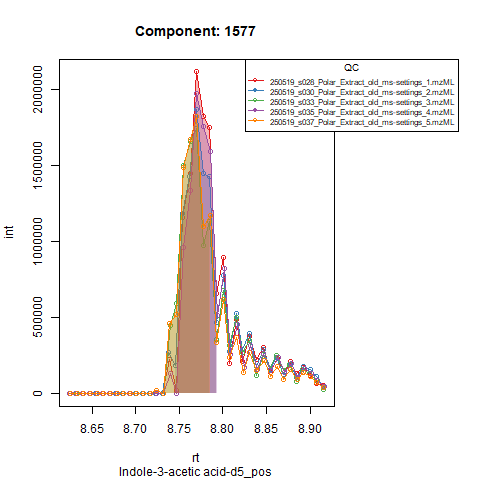 Component: 1577
QC
250519_s028_Polar_Extract_old_ms-settings_1.mzML
250519_s030_Polar_Extract_old_ms-settings_2.mzML
250519_s033_Polar_Extract_old_ms-settings_3.mzML
250519_s035_Polar_Extract_old_ms-settings_4.mzML
250519_s037_Polar_Extract_old_ms-settings_5.mzML
int
2000000
1500000
1000000
500000
0
8.65 8.70 8.75 8.80 8.85 8.90
rt
Indole-3-acetic acid-d5_pos